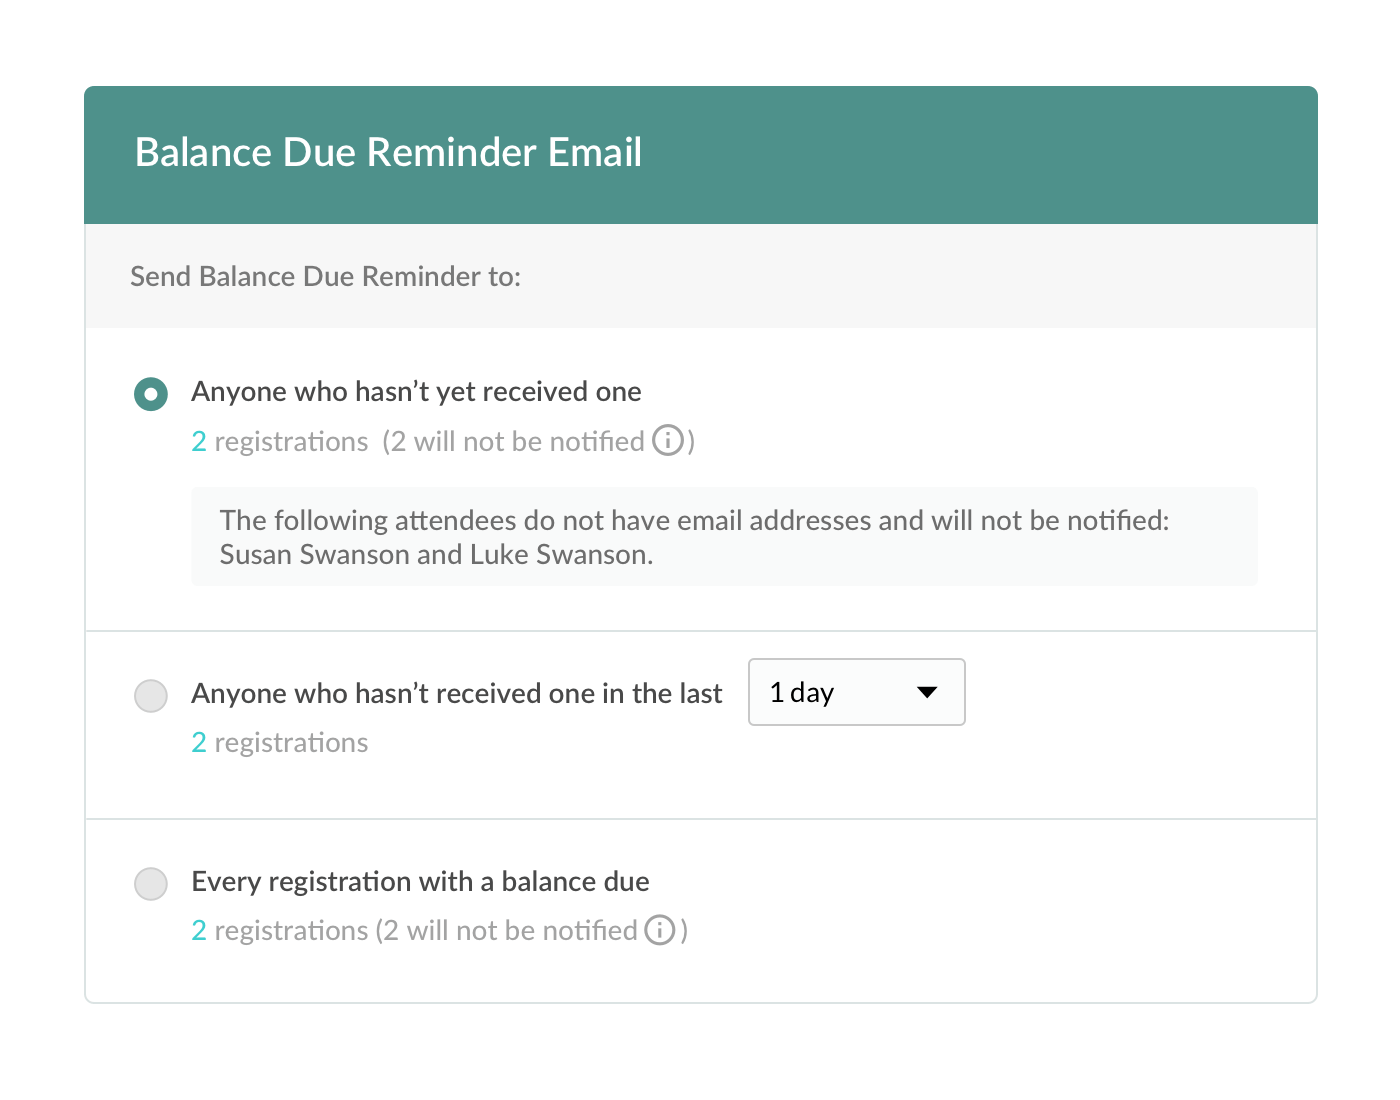 Balance Due Reminder Email
Send Balance Due Reminder to:
Anyone who hasn’t yet received one
2 registrations (2 will not be notified ⓘ)
The following attendees do not have email addresses and will not be notified:
Susan Swanson and Luke Swanson.
Anyone who hasn’t received one in the last 1 day
2 registrations
Every registration with a balance due
2 registrations (2 will not be notified ⓘ)